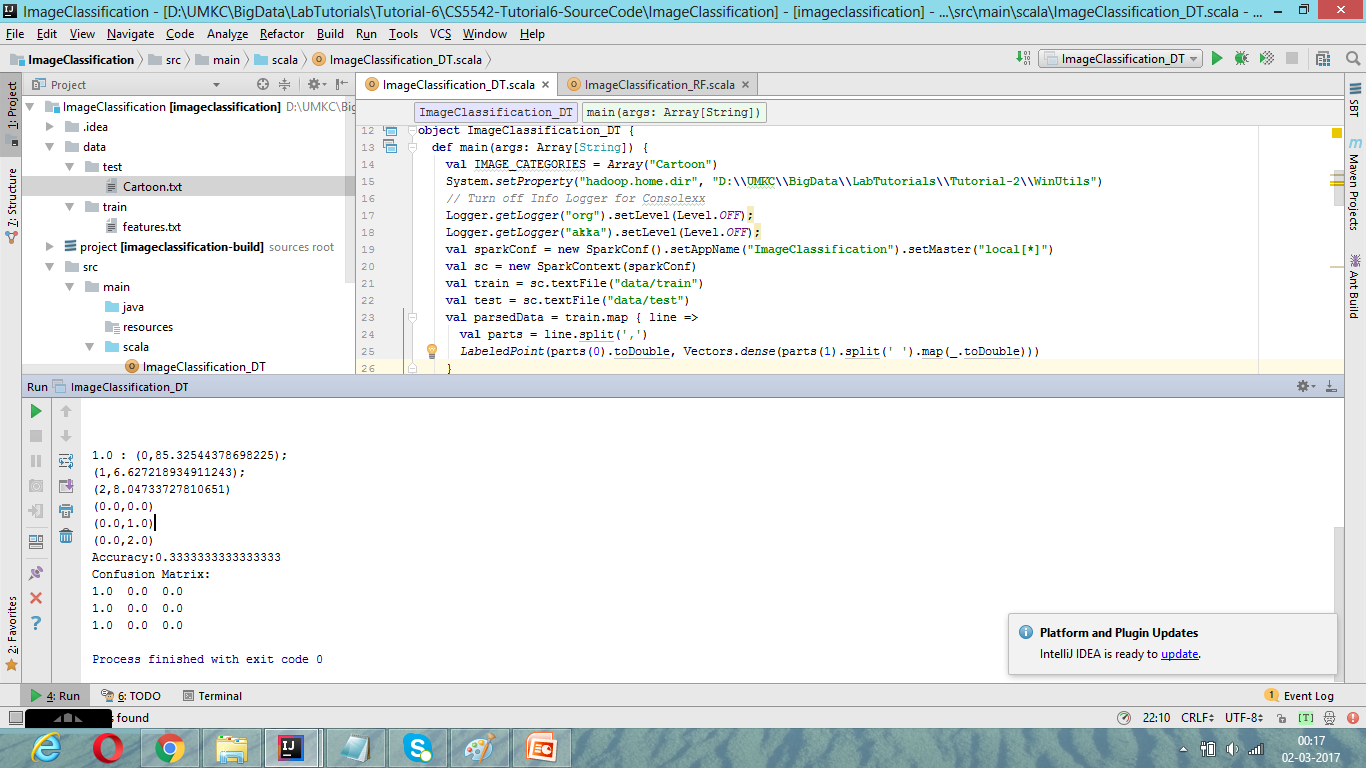 ImageClassification - [D:\UMKC\BigData\LabTutorials\Tutorial-6\CS5542-Tutorial6-SourceCode\ImageClassification] - [imageclassification] - ...\src\main\scala\ImageClassification_DT.scala - ...
File Edit View Navigate Code Analyze Refactor Build Run Tools VCS Window Help
ImageClassification src main scala ImageClassification_DT.scala ImageClassification_DT
1: Project
7: Structure
2: Favorites
Project
ImageClassification [imageclassification] D:\UMKC\Big
.idea
data
test
Cartoon.txt
train
features.txt
project [imageclassification-build] sources root
src
main
java
resources
scala
ImageClassification_DT
ImageClassification_DT.scala ImageClassification_RF.scala
ImageClassification_DT main(args: Array[String])
12 object ImageClassification_DT {
13 def main(args: Array[String]) {
14 val IMAGE_CATEGORIES = Array("Cartoon")
15 System.setProperty("hadoop.home.dir", "D:\\UMKC\\BigData\\LabTutorials\\Tutorial-2\\WinUtils")
16 // Turn off Info Logger for Consolexx
17 Logger.getLogger("org").setLevel(Level.OFF);
18 Logger.getLogger("akka").setLevel(Level.OFF);
19 val sparkConf = new SparkConf().setAppName("ImageClassification").setMaster("local[*]")
20 val sc = new SparkContext(sparkConf)
21 val train = sc.textFile("data/train")
22 val test = sc.textFile("data/test")
23 val parsedData = train.map { line =>
24 val parts = line.split(',')
25 LabeledPoint(parts(0).toDouble, Vectors.dense(parts(1).split(' ').map(_.toDouble)))
26 }
SBT
m Maven Projects
Ant Build
Run ImageClassification_DT
1.0 : (0,85.32544378698225);
(1,6.627218934911243);
(2,8.04733727810651)
(0.0,0.0)
(0.0,1.0)
(0.0,2.0)
Accuracy:0.3333333333333333
Confusion Matrix:
1.0 0.0 0.0
1.0 0.0 0.0
1.0 0.0 0.0
Process finished with exit code 0
Platform and Plugin Updates
IntelliJ IDEA is ready to update.
4: Run 6: TODO Terminal 1 Event Log
found 22:10 CRLF UTF-8 [T]
00:17
02-03-2017